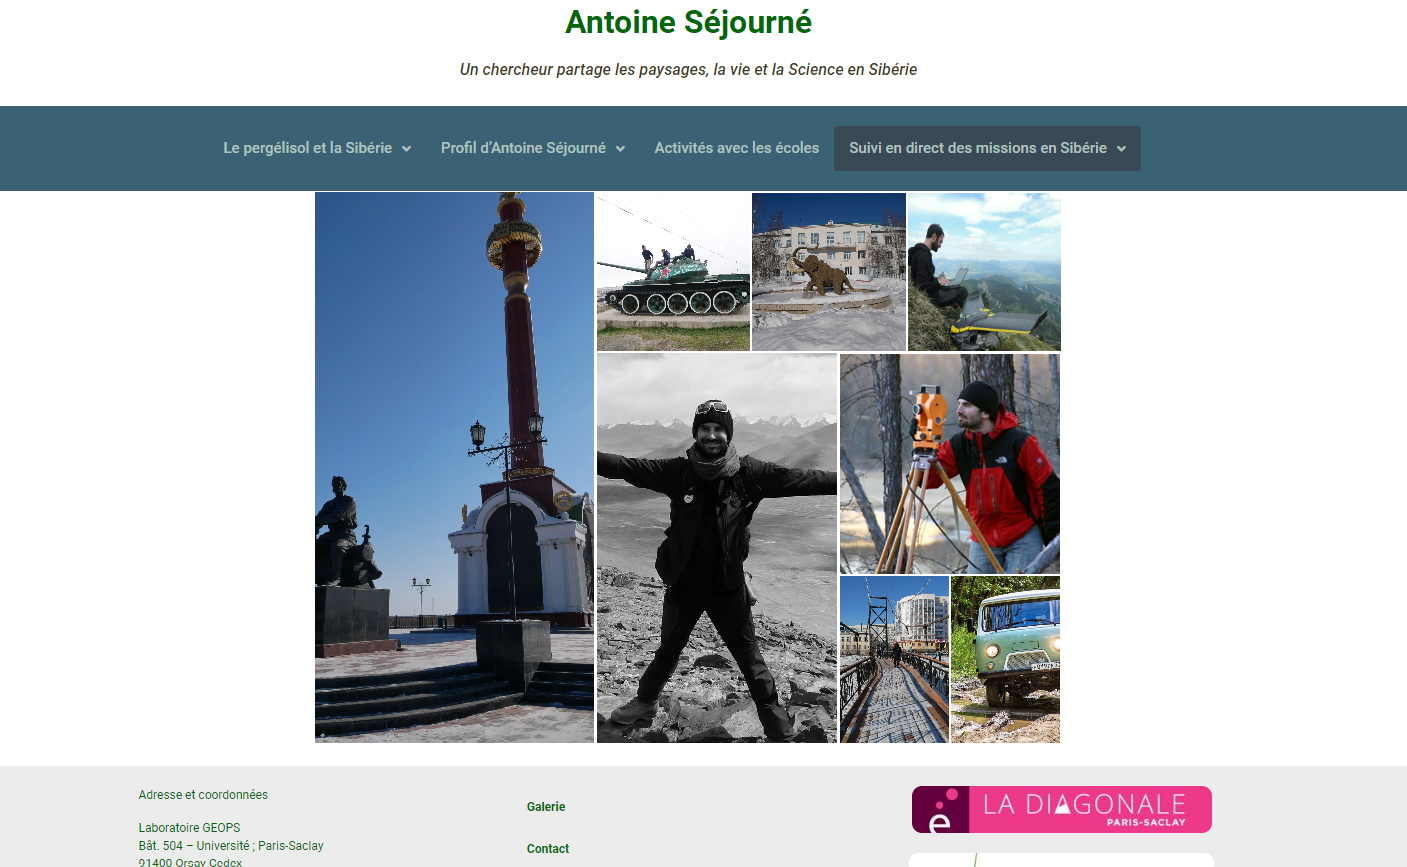 Antoine Séjourné
Un chercheur partage les paysages, la vie et la Science en Sibérie
Le pergélisol et la Sibérie
Profil d'Antoine Séjourné
Activités avec les écoles
Suivi en direct des missions en Sibérie
Adresse et coordonnées
Laboratoire GEOPS
Bât. 504 – Université ; Paris-Saclay
91400 Orsay Cedex
Galerie
Contact
LA DIAGONALE
PARIS-SACLAY